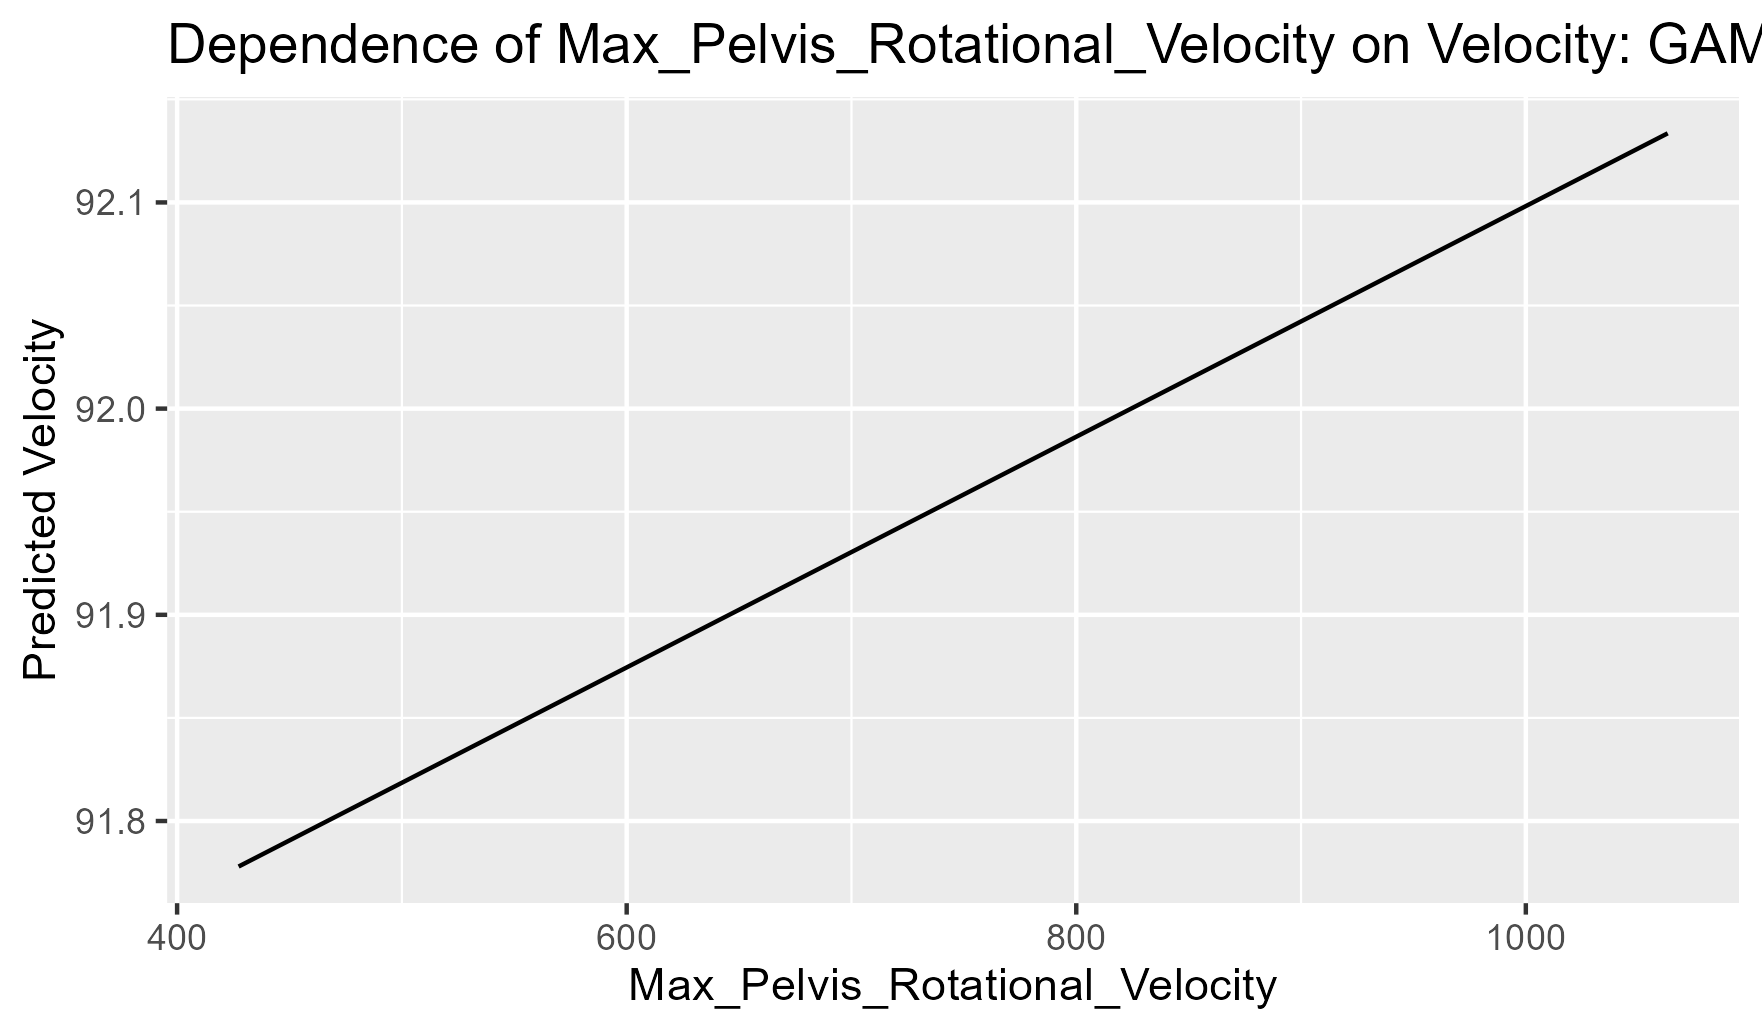 Dependence of Max_Pelvis_Rotational_Velocity on Velocity: GAM
92.1
92.0
91.9
91.8
Predicted Velocity
400 600 800 1000
Max_Pelvis_Rotational_Velocity